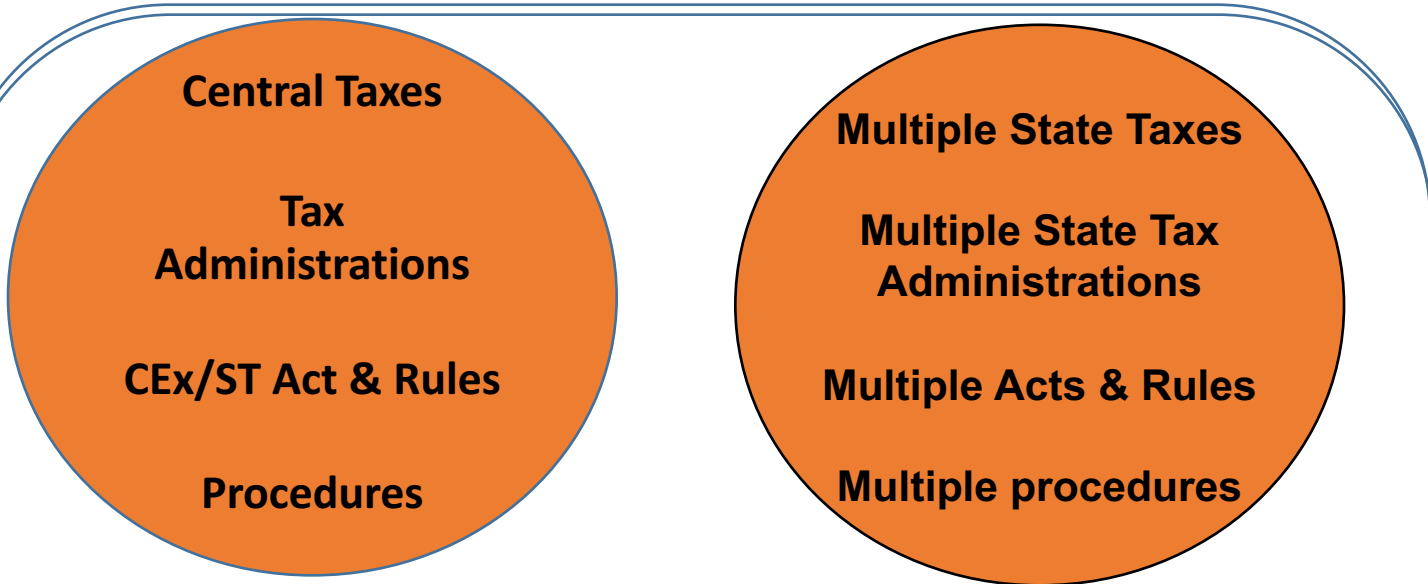 Central Taxes
Tax
Administrations
CEx/ST Act & Rules
Procedures
Multiple State Taxes
Multiple State Tax
Administrations
Multiple Acts & Rules
Multiple procedures